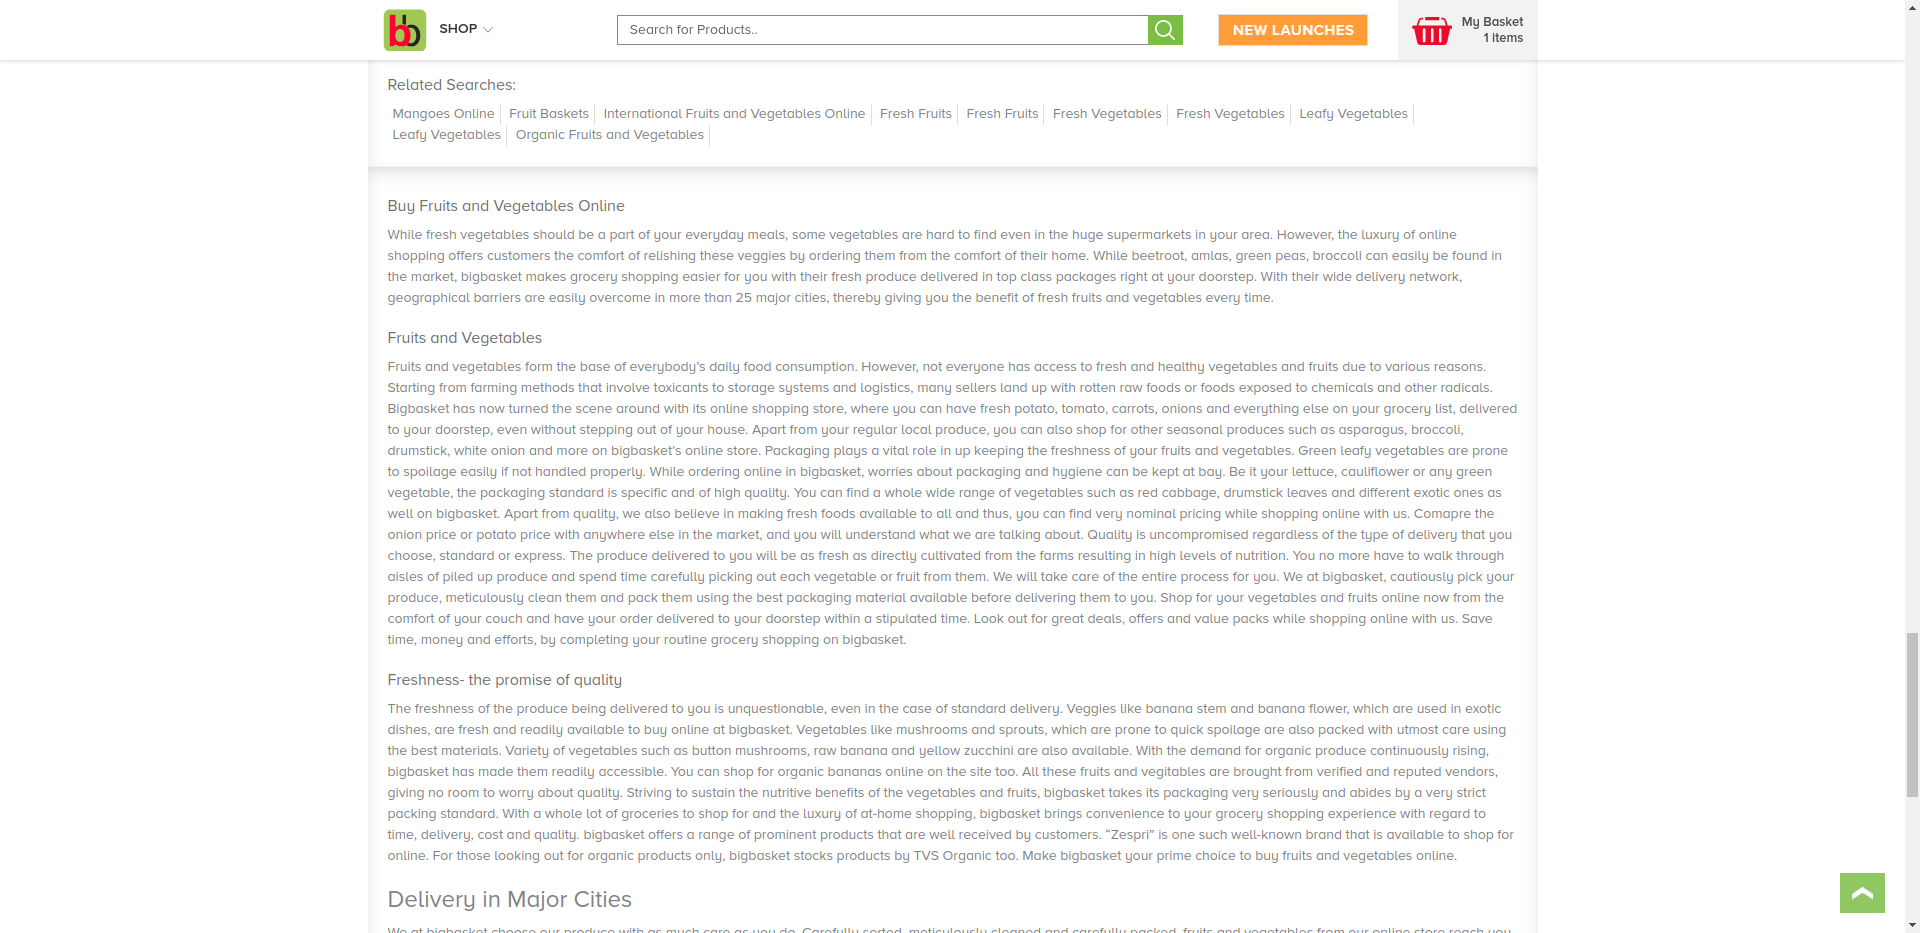 bb SHOP Search for Products.. NEW LAUNCHES My Basket
1 items
Related Searches:
Mangoes Online Fruit Baskets International Fruits and Vegetables Online Fresh Fruits Fresh Fruits Fresh Vegetables Fresh Vegetables Leafy Vegetables
Leafy Vegetables Organic Fruits and Vegetables
Buy Fruits and Vegetables Online
While fresh vegetables should be a part of your everyday meals, some vegetables are hard to find even in the huge supermarkets in your area. However, the luxury of online
shopping offers customers the comfort of relishing these veggies by ordering them from the comfort of their home. While beetroot, amlas, green peas, broccoli can easily be found in
the market, bigbasket makes grocery shopping easier for you with their fresh produce delivered in top class packages right at your doorstep. With their wide delivery network,
geographical barriers are easily overcome in more than 25 major cities, thereby giving you the benefit of fresh fruits and vegetables every time.
Fruits and Vegetables
Fruits and vegetables form the base of everybody's daily food consumption. However, not everyone has access to fresh and healthy vegetables and fruits due to various reasons.
Starting from farming methods that involve toxicants to storage systems and logistics, many sellers land up with rotten raw foods or foods exposed to chemicals and other radicals.
Bigbasket has now turned the scene around with its online shopping store, where you can have fresh potato, tomato, carrots, onions and everything else on your grocery list, delivered
to your doorstep, even without stepping out of your house. Apart from your regular local produce, you can also shop for other seasonal produces such as asparagus, broccoli,
drumstick, white onion and more on bigbasket's online store. Packaging plays a vital role in up keeping the freshness of your fruits and vegetables. Green leafy vegetables are prone
to spoilage easily if not handled properly. While ordering online in bigbasket, worries about packaging and hygiene can be kept at bay. Be it your lettuce, cauliflower or any green
vegetable, the packaging standard is specific and of high quality. You can find a whole wide range of vegetables such as red cabbage, drumstick leaves and different exotic ones as
well on bigbasket. Apart from quality, we also believe in making fresh foods available to all and thus, you can find very nominal pricing while shopping online with us. Comapre the
onion price or potato price with anywhere else in the market, and you will understand what we are talking about. Quality is uncompromised regardless of the type of delivery that you
choose, standard or express. The produce delivered to you will be as fresh as directly cultivated from the farms resulting in high levels of nutrition. You no more have to walk through
aisles of piled up produce and spend time carefully picking out each vegetable or fruit from them. We will take care of the entire process for you. We at bigbasket, cautiously pick your
produce, meticulously clean them and pack them using the best packaging material available before delivering them to you. Shop for your vegetables and fruits online now from the
comfort of your couch and have your order delivered to your doorstep within a stipulated time. Look out for great deals, offers and value packs while shopping online with us. Save
time, money and efforts, by completing your routine grocery shopping on bigbasket.
Freshness- the promise of quality
The freshness of the produce being delivered to you is unquestionable, even in the case of standard delivery. Veggies like banana stem and banana flower, which are used in exotic
dishes, are fresh and readily available to buy online at bigbasket. Vegetables like mushrooms and sprouts, which are prone to quick spoilage are also packed with utmost care using
the best materials. Variety of vegetables such as button mushrooms, raw banana and yellow zucchini are also available. With the demand for organic produce continuously rising,
bigbasket has made them readily accessible. You can shop for organic bananas online on the site too. All these fruits and vegitables are brought from verified and reputed vendors,
giving no room to worry about quality. Striving to sustain the nutritive benefits of the vegetables and fruits, bigbasket takes its packaging very seriously and abides by a very strict
packing standard. With a whole lot of groceries to shop for and the luxury of at-home shopping, bigbasket brings convenience to your grocery shopping experience with regard to
time, delivery, cost and quality. bigbasket offers a range of prominent products that are well received by customers. “Zespri” is one such well-known brand that is available to shop for
online. For those looking out for organic products only, bigbasket stocks products by TVS Organic too. Make bigbasket your prime choice to buy fruits and vegetables online.
Delivery in Major Cities
We at bigbasket choose our produce with as much care as you do. Carefully sorted, meticulously cleaned and carefully packed, fruits and vegetables from our online store reach you